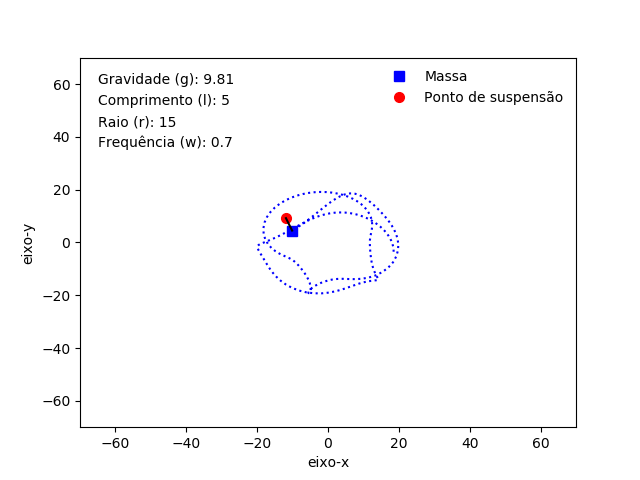 Gravidade (g): 9.81
Comprimento (l): 5
Raio (r): 15
Frequência (w): 0.7
Massa
Ponto de suspensão
60
40
20
0
−20
−40
−60
eixo-y
−60
−40
−20
0
20
40
60
eixo-x